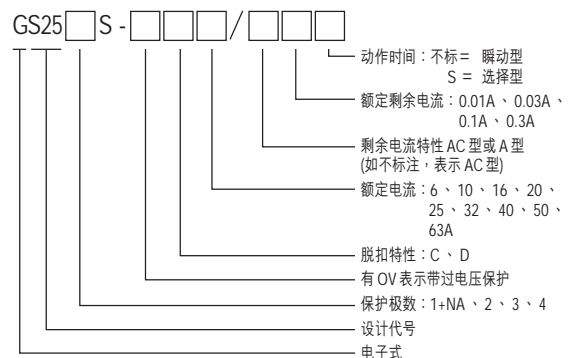 GS25□S-□□□/□□□
动作时间：不标＝ 瞬动型
S ＝ 选择型
额定剩余电流：0.01A、0.03A、
0.1A、0.3A
剩余电流特性 AC 型或 A 型
(如不标注，表示 AC 型)
额定电流：6、10、16、20、
25、32、40、50、
63A
脱扣特性：C、D
有 OV 表示带过电压保护
保护极数：1+NA、2、3、4
设计代号
电子式